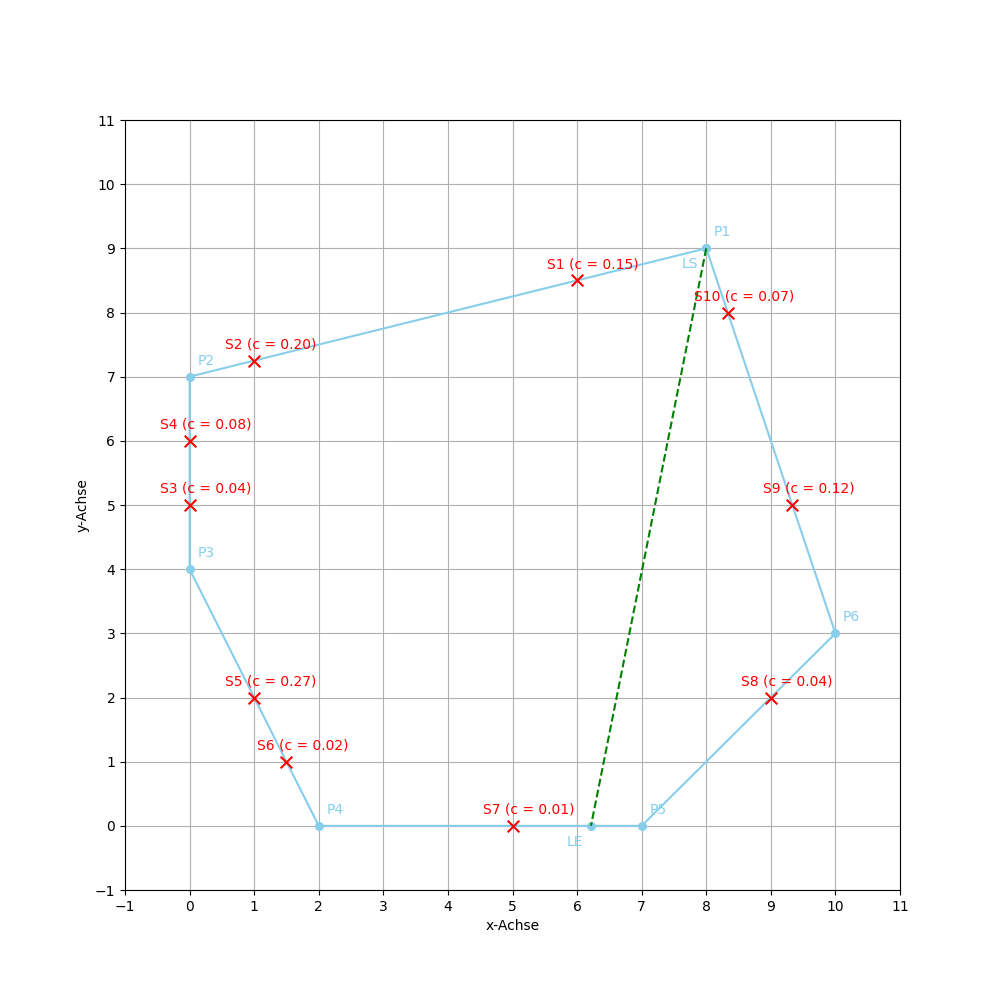 11
10
9
8
7
6
5
4
3
2
1
0
−1
y-Achse
P1
LS
S1 (c = 0.15)
S10 (c = 0.07)
S2 (c = 0.20)
P2
S4 (c = 0.08)
S3 (c = 0.04)
S9 (c = 0.12)
P3
P6
S5 (c = 0.27)
S8 (c = 0.04)
S6 (c = 0.02)
P4
S7 (c = 0.01)
P5
LE
−1 0 1 2 3 4 5 6 7 8 9 10 11
x-Achse